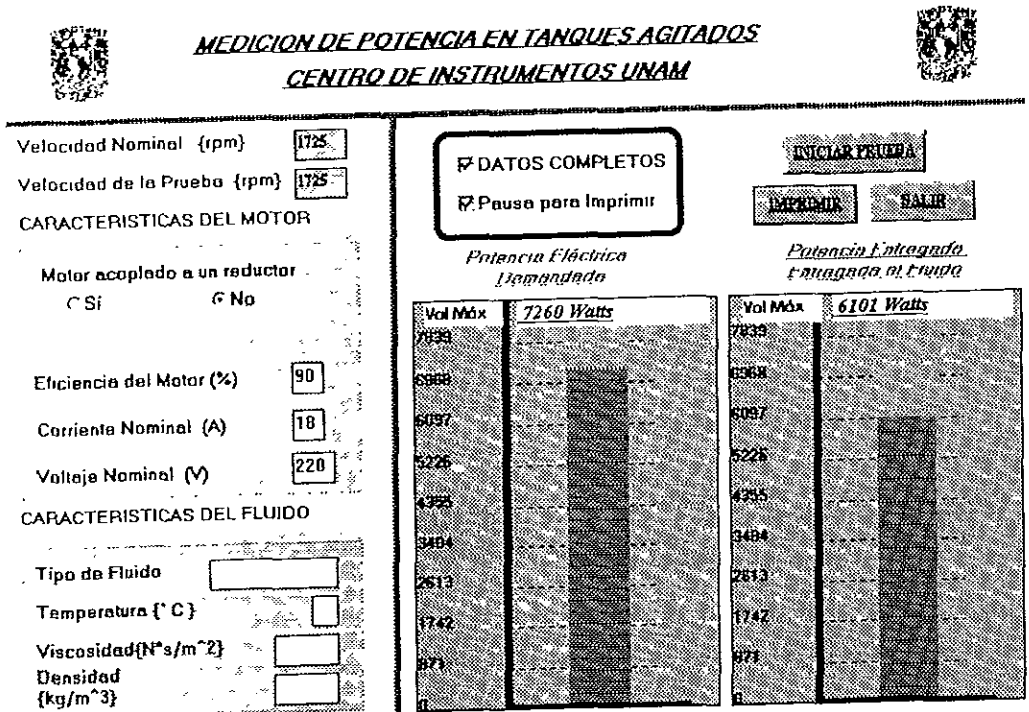 MEDICION DE POTENCIA EN TANQUES AGITADOS
CENTRO DE INSTRUMENTOS UNAM
Velocidad Nominal {rpm} 1725
Velocidad de la Prueba {rpm} 1725
CARACTERISTICAS DEL MOTOR
Motor acoplado a un reductor
Sí No
Eficiencia del Motor (%) 90
Corriente Nominal (A) 18
Voltaje Nominal (V) 220
CARACTERISTICAS DEL FLUIDO
Tipo de Fluido
Temperatura {°C}
Viscosidad{N*s/m^2}
Densidad
{kg/m^3}
DATOS COMPLETOS
Pausa para Imprimir
INICIAR PRUEBA
IMPRIMIR SALIR
Potencia Eléctrica
Demandada
Vol Máx 7260 Watts
7839
6968
6097
5226
4355
3484
2613
1742
871
0
Potencia Entregada
Entregada al Fluido
Vol Máx 6101 Watts
7839
6968
6097
5226
4355
3484
2613
1742
871
0